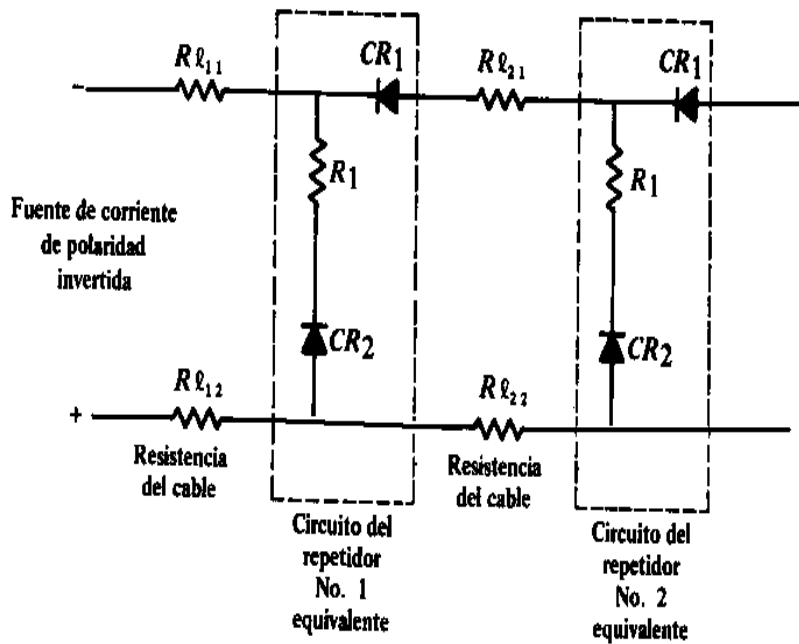 Rℓ11
CR1
Rℓ21
CR1
−
R1
R1
Fuente de corriente
de polaridad
invertida
CR2
CR2
Rℓ12
Rℓ22
+
Resistencia
del cable
Resistencia
del cable
Circuito del
repetidor
No. 1
equivalente
Circuito del
repetidor
No. 2
equivalente